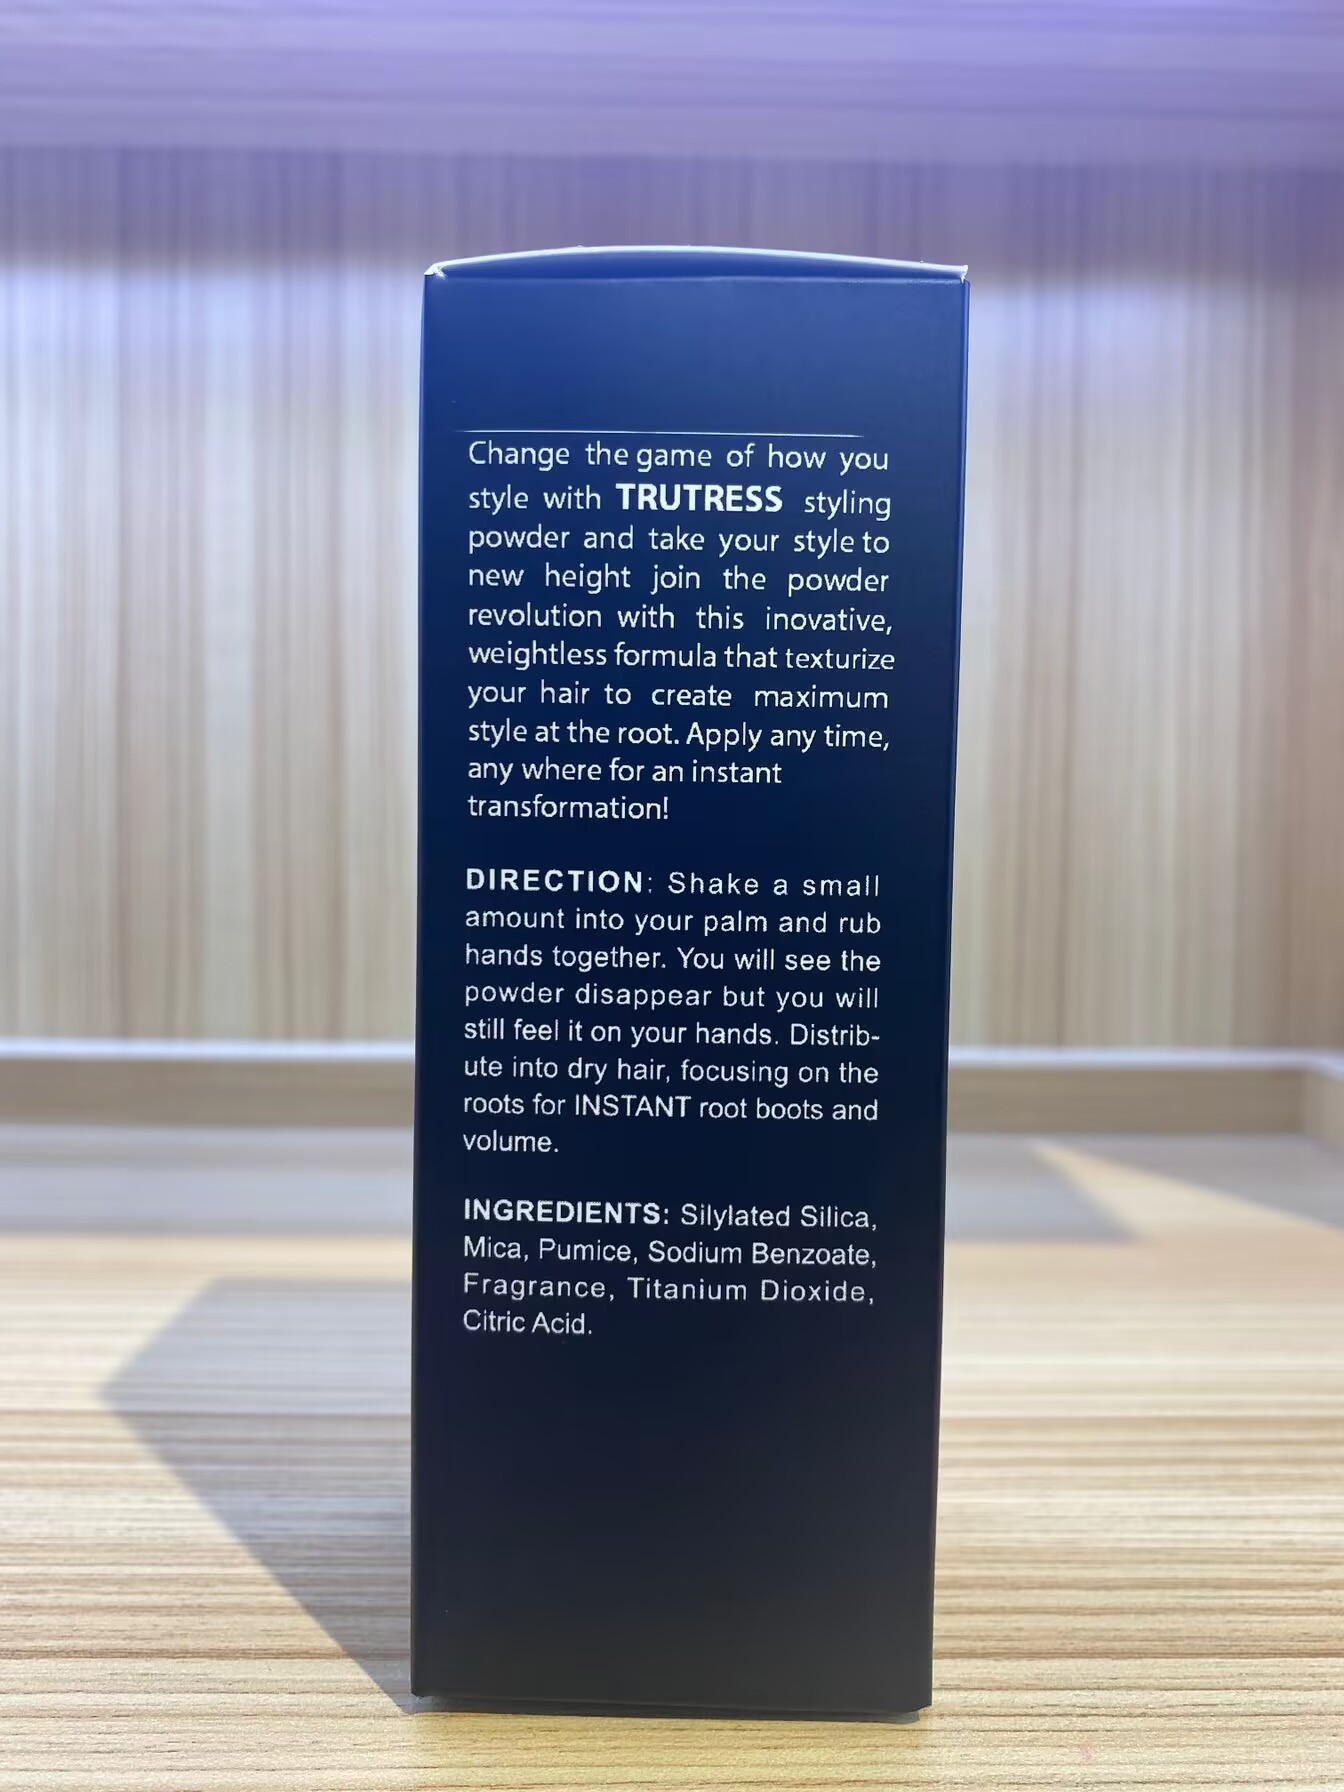 Change the game of how you
style with TRUTRESS styling
powder and take your style to
new height join the powder
revolution with this inovative,
weightless formula that texturize
your hair to create maximum
style at the root. Apply any time,
any where for an instant
transformation!
DIRECTION: Shake a small
amount into your palm and rub
hands together. You will see the
powder disappear but you will
still feel it on your hands. Distrib-
ute into dry hair, focusing on the
roots for INSTANT root boots and
volume.
INGREDIENTS: Silylated Silica,
Mica, Pumice, Sodium Benzoate,
Fragrance, Titanium Dioxide,
Citric Acid.